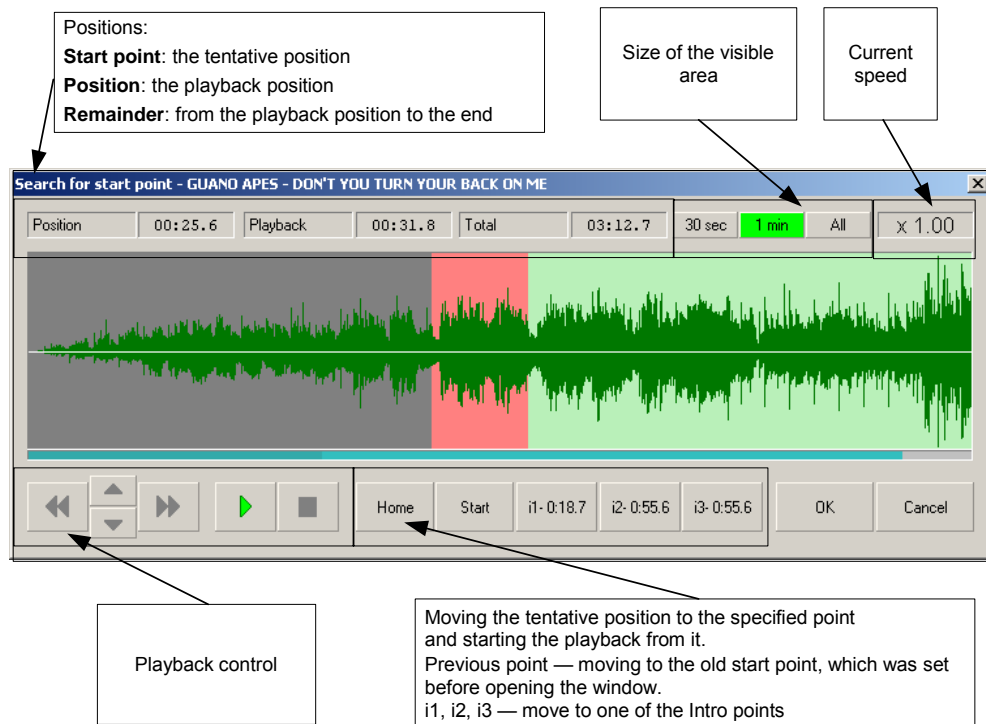 Positions:
Start point: the tentative position
Position: the playback position
Remainder: from the playback position to the end
Size of the visible
area
Current
speed
Search for start point - GUANO APES - DON'T YOU TURN YOUR BACK ON ME
Position 00:25.6 Playback 00:31.8 Total 03:12.7 30 sec 1 min All x 1.00
Home Start i1- 0:18.7 i2- 0:55.6 i3- 0:55.6 OK Cancel
Playback control
Moving the tentative position to the specified point
and starting the playback from it.
Previous point — moving to the old start point, which was set
before opening the window.
i1, i2, i3 — move to one of the Intro points